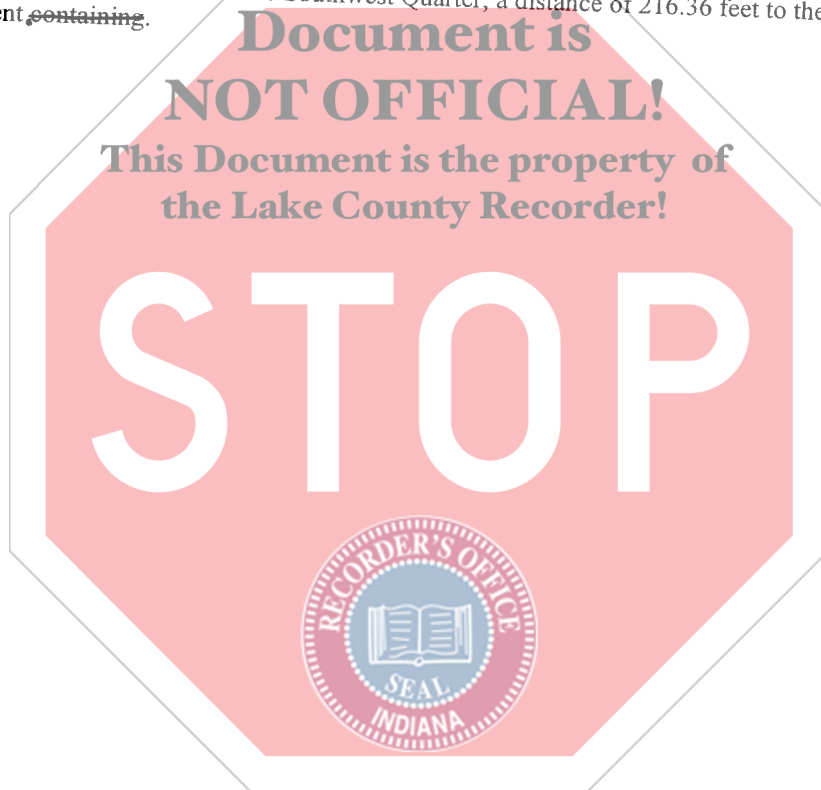 Southwest Quarter, a distance of 216.36 feet to the
containing.
Document is
NOT OFFICIAL!
This Document is the property of
the Lake County Recorder!
STOP
RECORDER'S OFFICE
SEAL
INDIANA